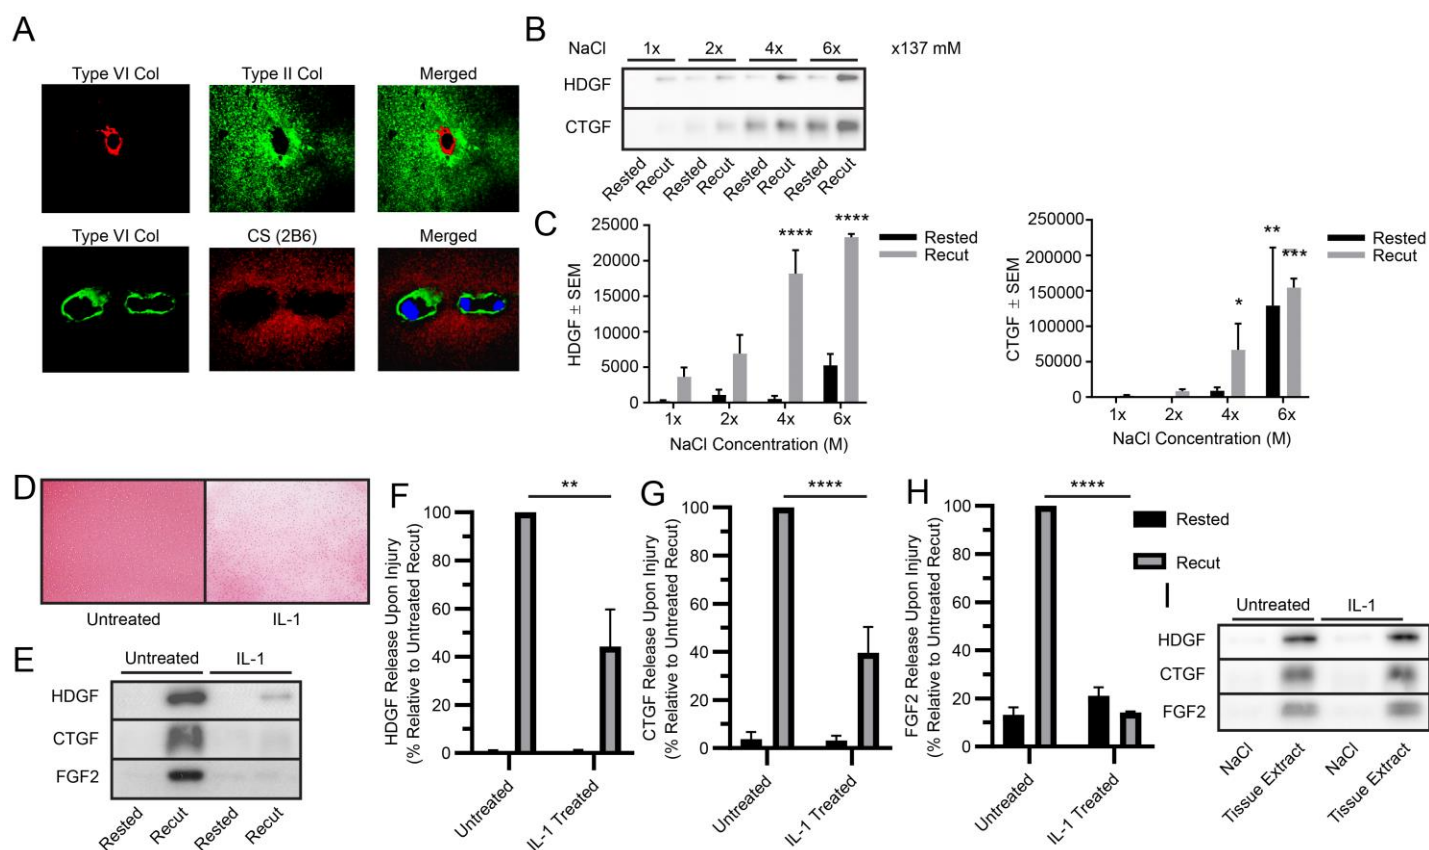 A
Type VI Col Type II Col Merged
Type VI Col CS (2B6) Merged
B
NaCl 1x 2x 4x 6x x137 mM
HDGF
CTGF
Rested Recut Rested Recut Rested Recut Rested Recut
C
HDGF ± SEM
25000
20000
15000
10000
5000
0
**** ****
1x 2x 4x 6x
NaCl Concentration (M)
Rested
Recut
CTGF ± SEM
250000
200000
150000
100000
50000
0
* ** ***
1x 2x 4x 6x
NaCl Concentration (M)
Rested
Recut
D
Untreated IL-1
E
Untreated IL-1
HDGF
CTGF
FGF2
Rested Recut Rested Recut
F
HDGF Release Upon Injury
(% Relative to Untreated Recut)
100
80
60
40
20
0
**
Untreated IL-1 Treated
G
CTGF Release Upon Injury
(% Relative to Untreated Recut)
100
80
60
40
20
0
****
Untreated IL-1 Treated
H
FGF2 Release Upon Injury
(% Relative to Untreated Recut)
100
80
60
40
20
0
****
Untreated IL-1 Treated
Rested
Recut
I
Untreated IL-1
HDGF
CTGF
FGF2
NaCl Tissue Extract NaCl Tissue Extract